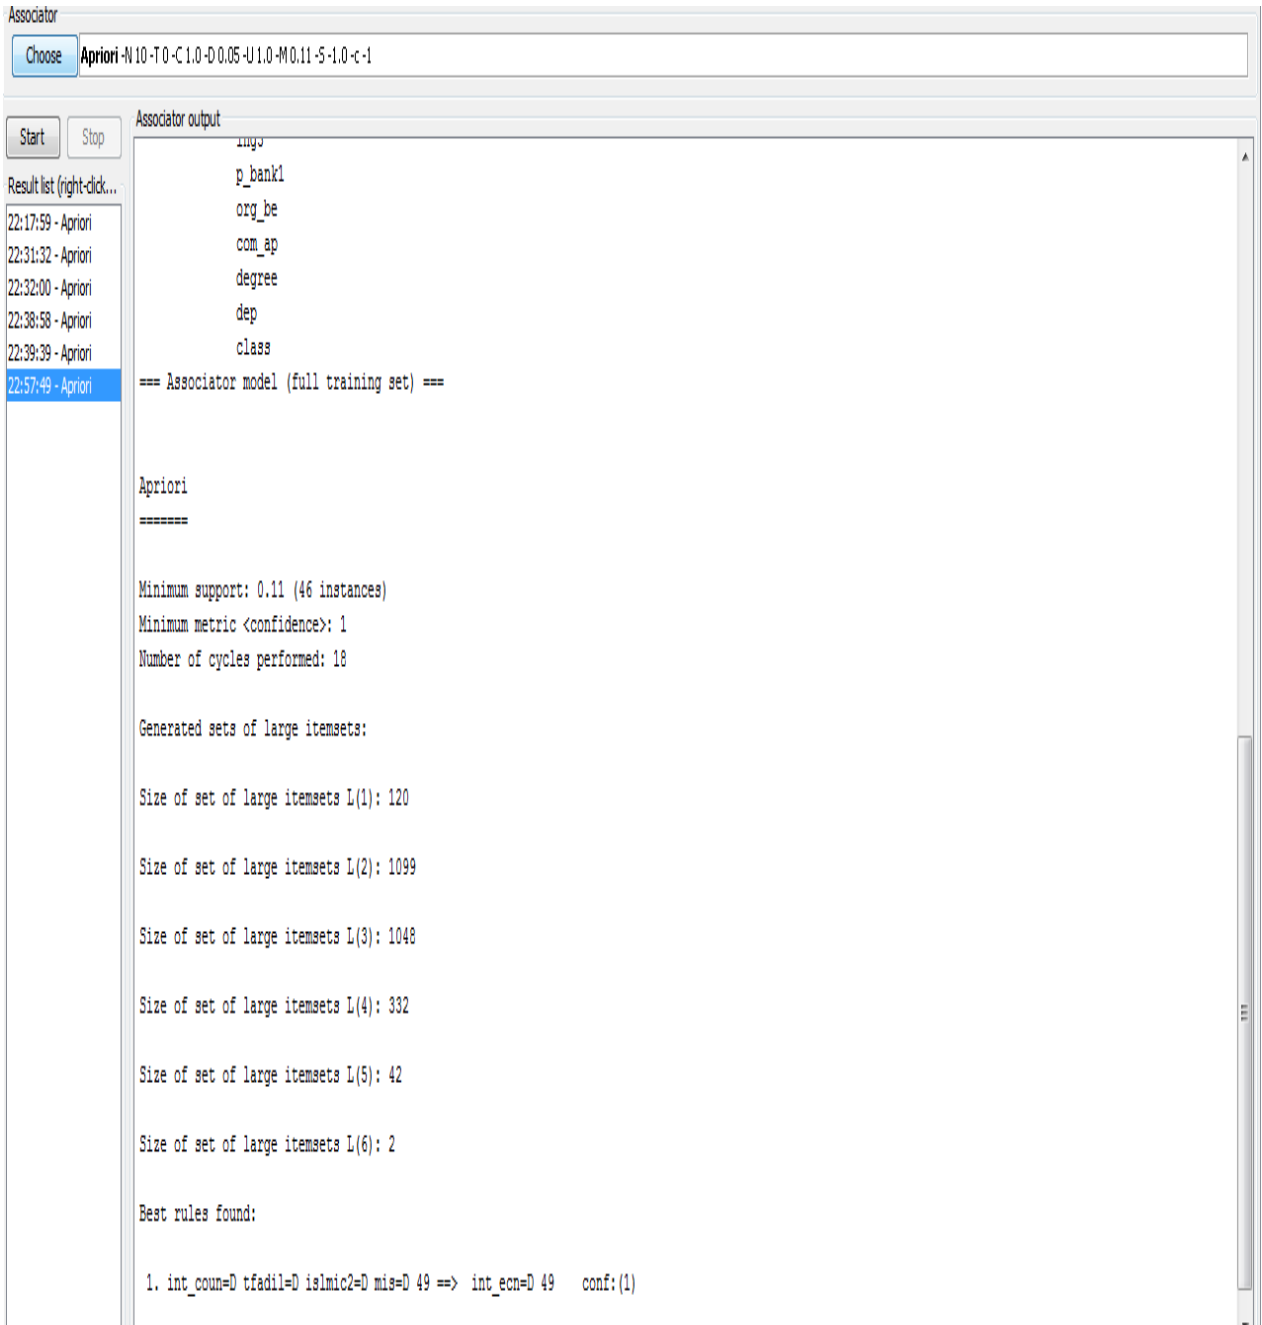 Associator
Choose Apriori -N 10 -T 0 -C 1.0 -D 0.05 -U 1.0 -M 0.11 -S -1.0 -c -1
Start Stop
Associator output
Result list (right-click...
22:17:59 - Apriori
22:31:32 - Apriori
22:32:00 - Apriori
22:38:58 - Apriori
22:39:39 - Apriori
22:57:49 - Apriori
p_bank1
org_be
com_ap
degree
dep
class
=== Associator model (full training set) ===
Apriori
=======
Minimum support: 0.11 (46 instances)
Minimum metric <confidence>: 1
Number of cycles performed: 18
Generated sets of large itemsets:
Size of set of large itemsets L(1): 120
Size of set of large itemsets L(2): 1099
Size of set of large itemsets L(3): 1048
Size of set of large itemsets L(4): 332
Size of set of large itemsets L(5): 42
Size of set of large itemsets L(6): 2
Best rules found:
1. int_coun=D tfadil=D islmic2=D mis=D 49 ==> int_ecn=D 49 conf:(1)